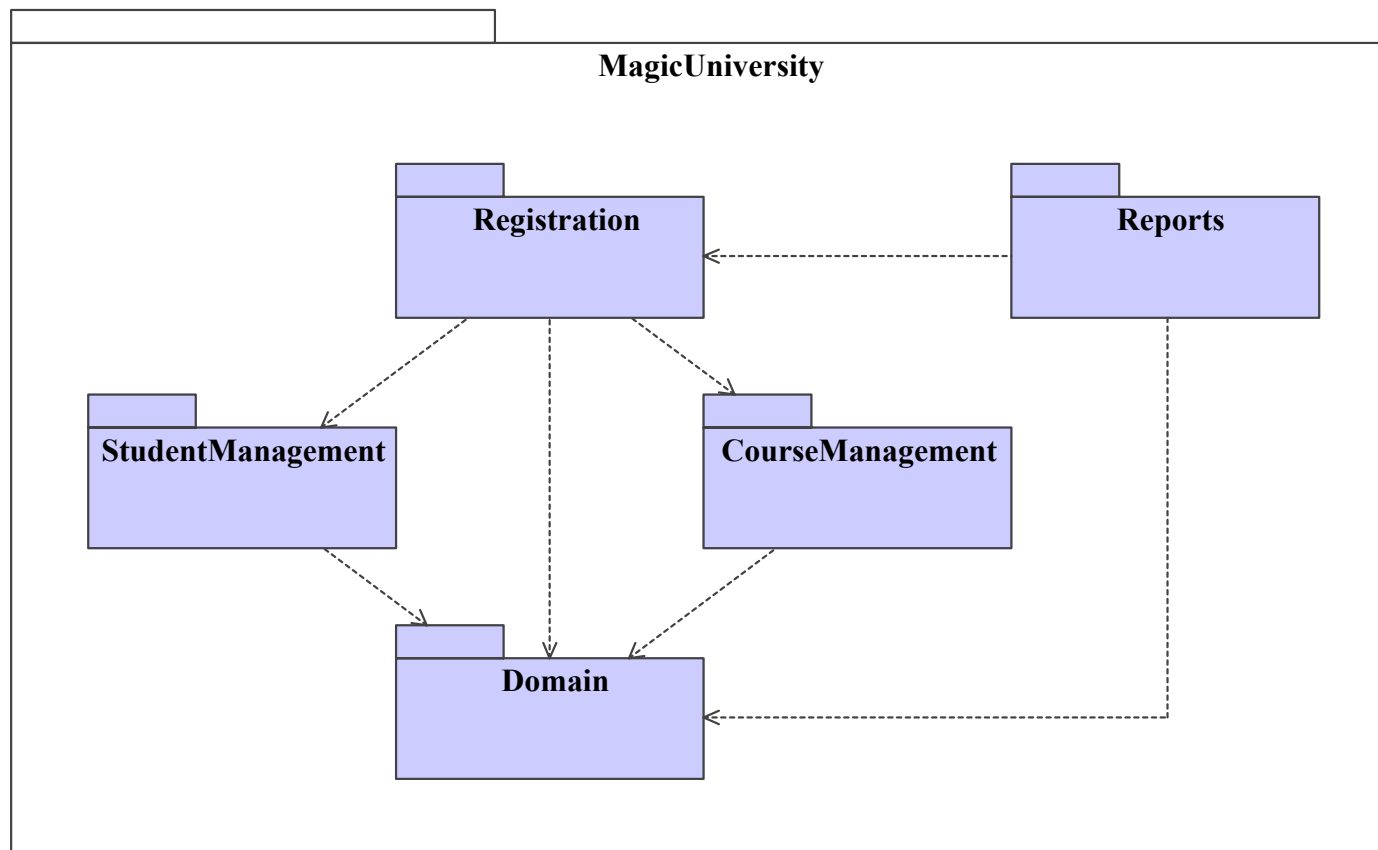 MagicUniversity
Registration
Reports
StudentManagement
CourseManagement
Domain